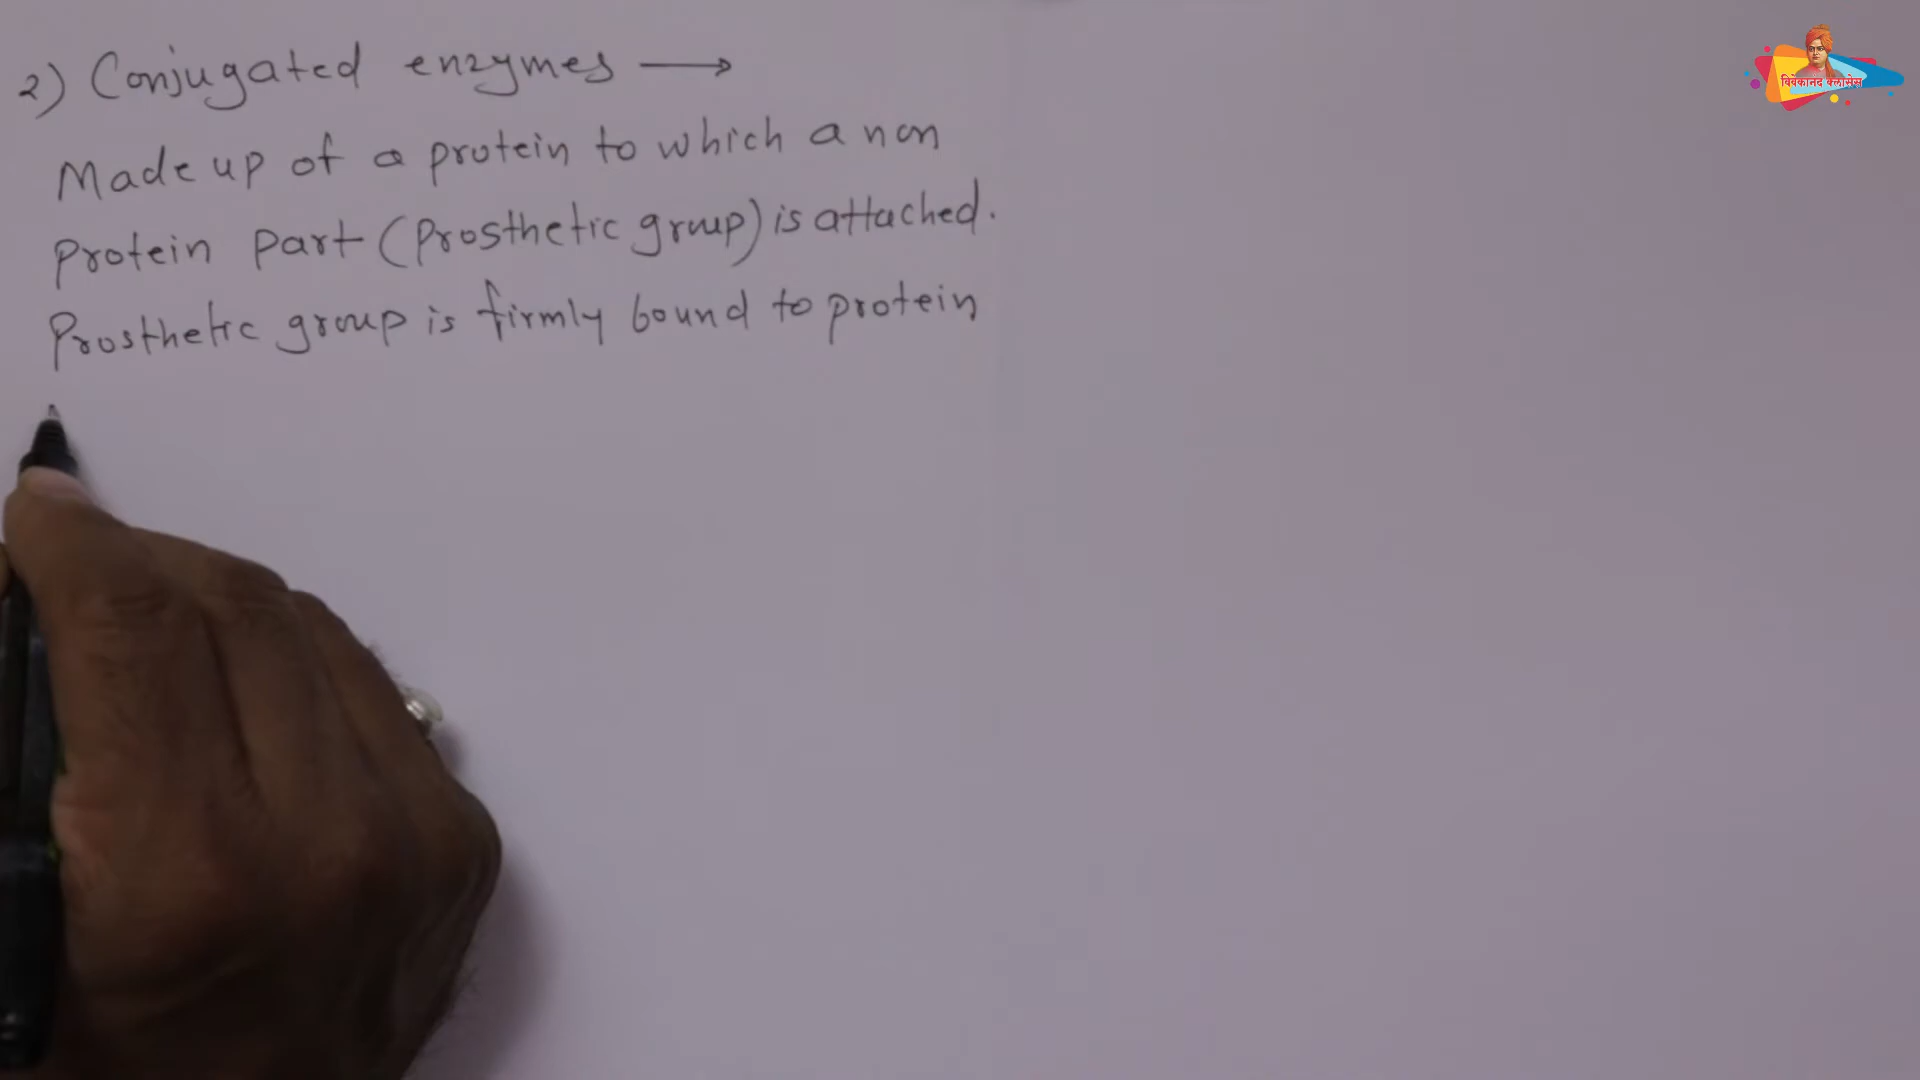 2) Conjugated enzymes →
Made up of a protein to which a non
protein part (Prosthetic group) is attached.
Prosthetic group is firmly bound to protein
विवेकानंद क्लासेस